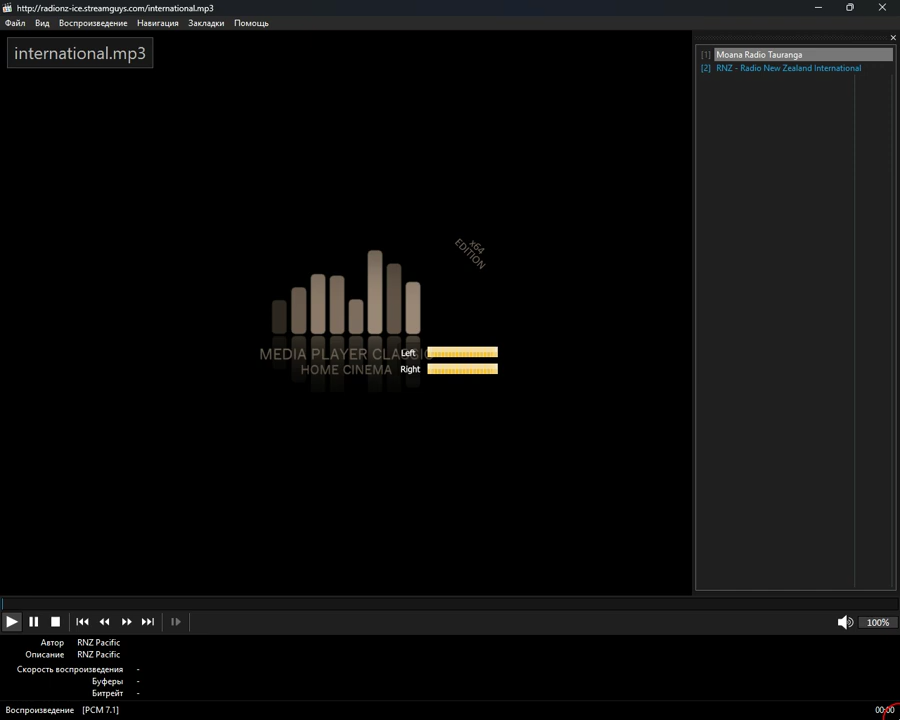 http://radionz-ice.streamguys.com/international.mp3
Файл Вид Воспроизведение Навигация Закладки Помощь
international.mp3
[1] Moana Radio Tauranga
[2] RNZ - Radio New Zealand International
x64
EDITION
MEDIA PLAYER CLASSIC
HOME CINEMA
Left
Right
100%
Автор RNZ Pacific
Описание RNZ Pacific
Скорость воспроизведения -
Буферы -
Битрейт -
Воспроизведение [PCM 7.1] 00:00